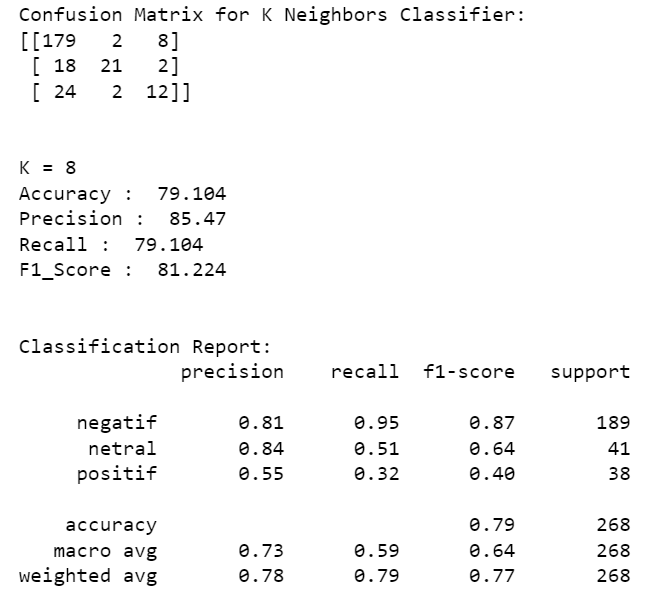 Confusion Matrix for K Neighbors Classifier:
[[179   2   8]
 [ 18  21   2]
 [ 24   2  12]]
K = 8
Accuracy :  79.104
Precision :  85.47
Recall :  79.104
F1_Score :  81.224
Classification Report:
              precision    recall  f1-score   support
     negatif       0.81      0.95      0.87       189
      netral       0.84      0.51      0.64        41
     positif       0.55      0.32      0.40        38
    accuracy                           0.79       268
   macro avg       0.73      0.59      0.64       268
weighted avg       0.78      0.79      0.77       268